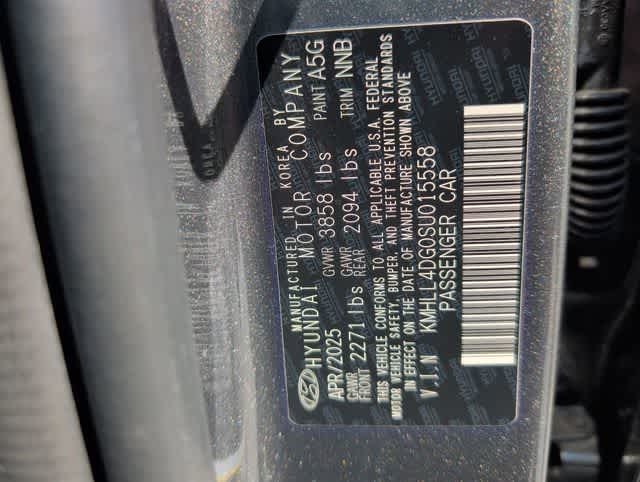 MANUFACTURED IN KOREA BY
HYUNDAI MOTOR COMPANY
APR/2025 GVWR 3858 lbs PAINT A5G
GAWR FRONT 2271 lbs GAWR REAR 2094 lbs TRIM NNB
THIS VEHICLE CONFORMS TO ALL APPLICABLE U.S.A. FEDERAL
MOTOR VEHICLE SAFETY, BUMPER, AND THEFT PREVENTION STANDARDS
IN EFFECT ON THE DATE OF MANUFACTURE SHOWN ABOVE
V.I.N KMHLL4DG0SU015558
PASSENGER CAR